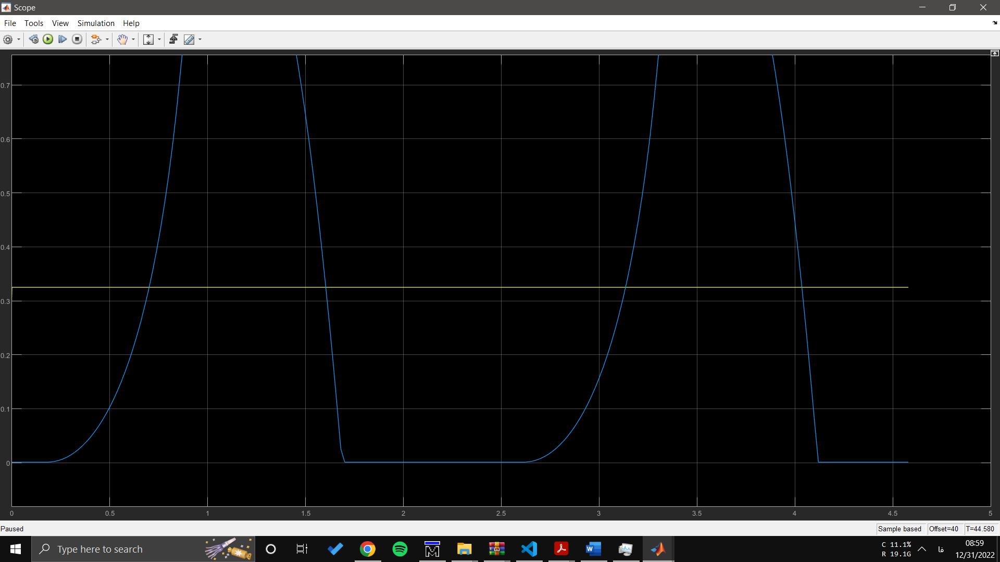 Scope
File Tools View Simulation Help
0.7
0.6
0.5
0.4
0.3
0.2
0.1
0
0 0.5 1 1.5 2 2.5 3 3.5 4 4.5 5
Paused Sample based Offset=40 T=44.580
Type here to search
C 11.1% 08:59
R 19.1G فا 12/31/2022